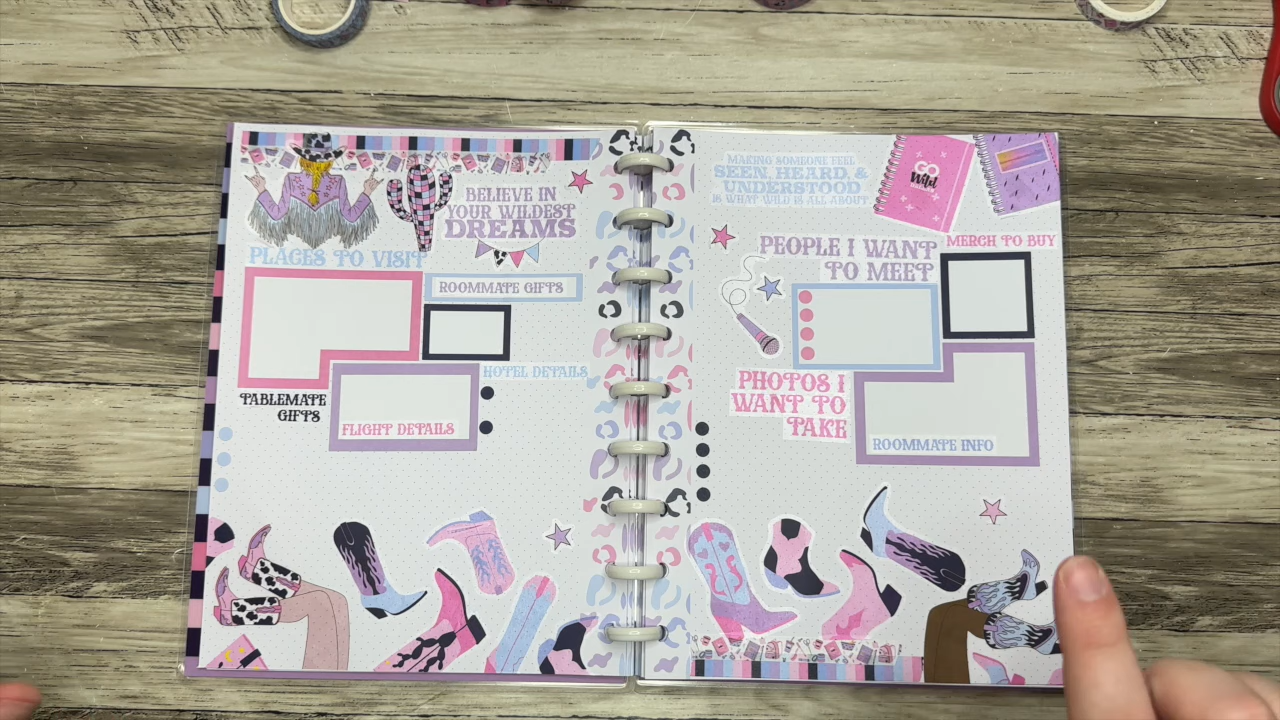 BELIEVE IN
YOUR WILDEST
DREAMS
PLACES TO VISIT
ROOMMATE GIFTS
HOTEL DETAILS
TABLEMATE
GIFTS
FLIGHT DETAILS
MAKING SOMEONE FEEL
SEEN, HEARD, &
UNDERSTOOD
IS WHAT WILD IS ALL ABOUT
GO
Wild
PEOPLE I WANT
TO MEET
MERCH TO BUY
PHOTOS I
WANT TO
TAKE
ROOMMATE INFO